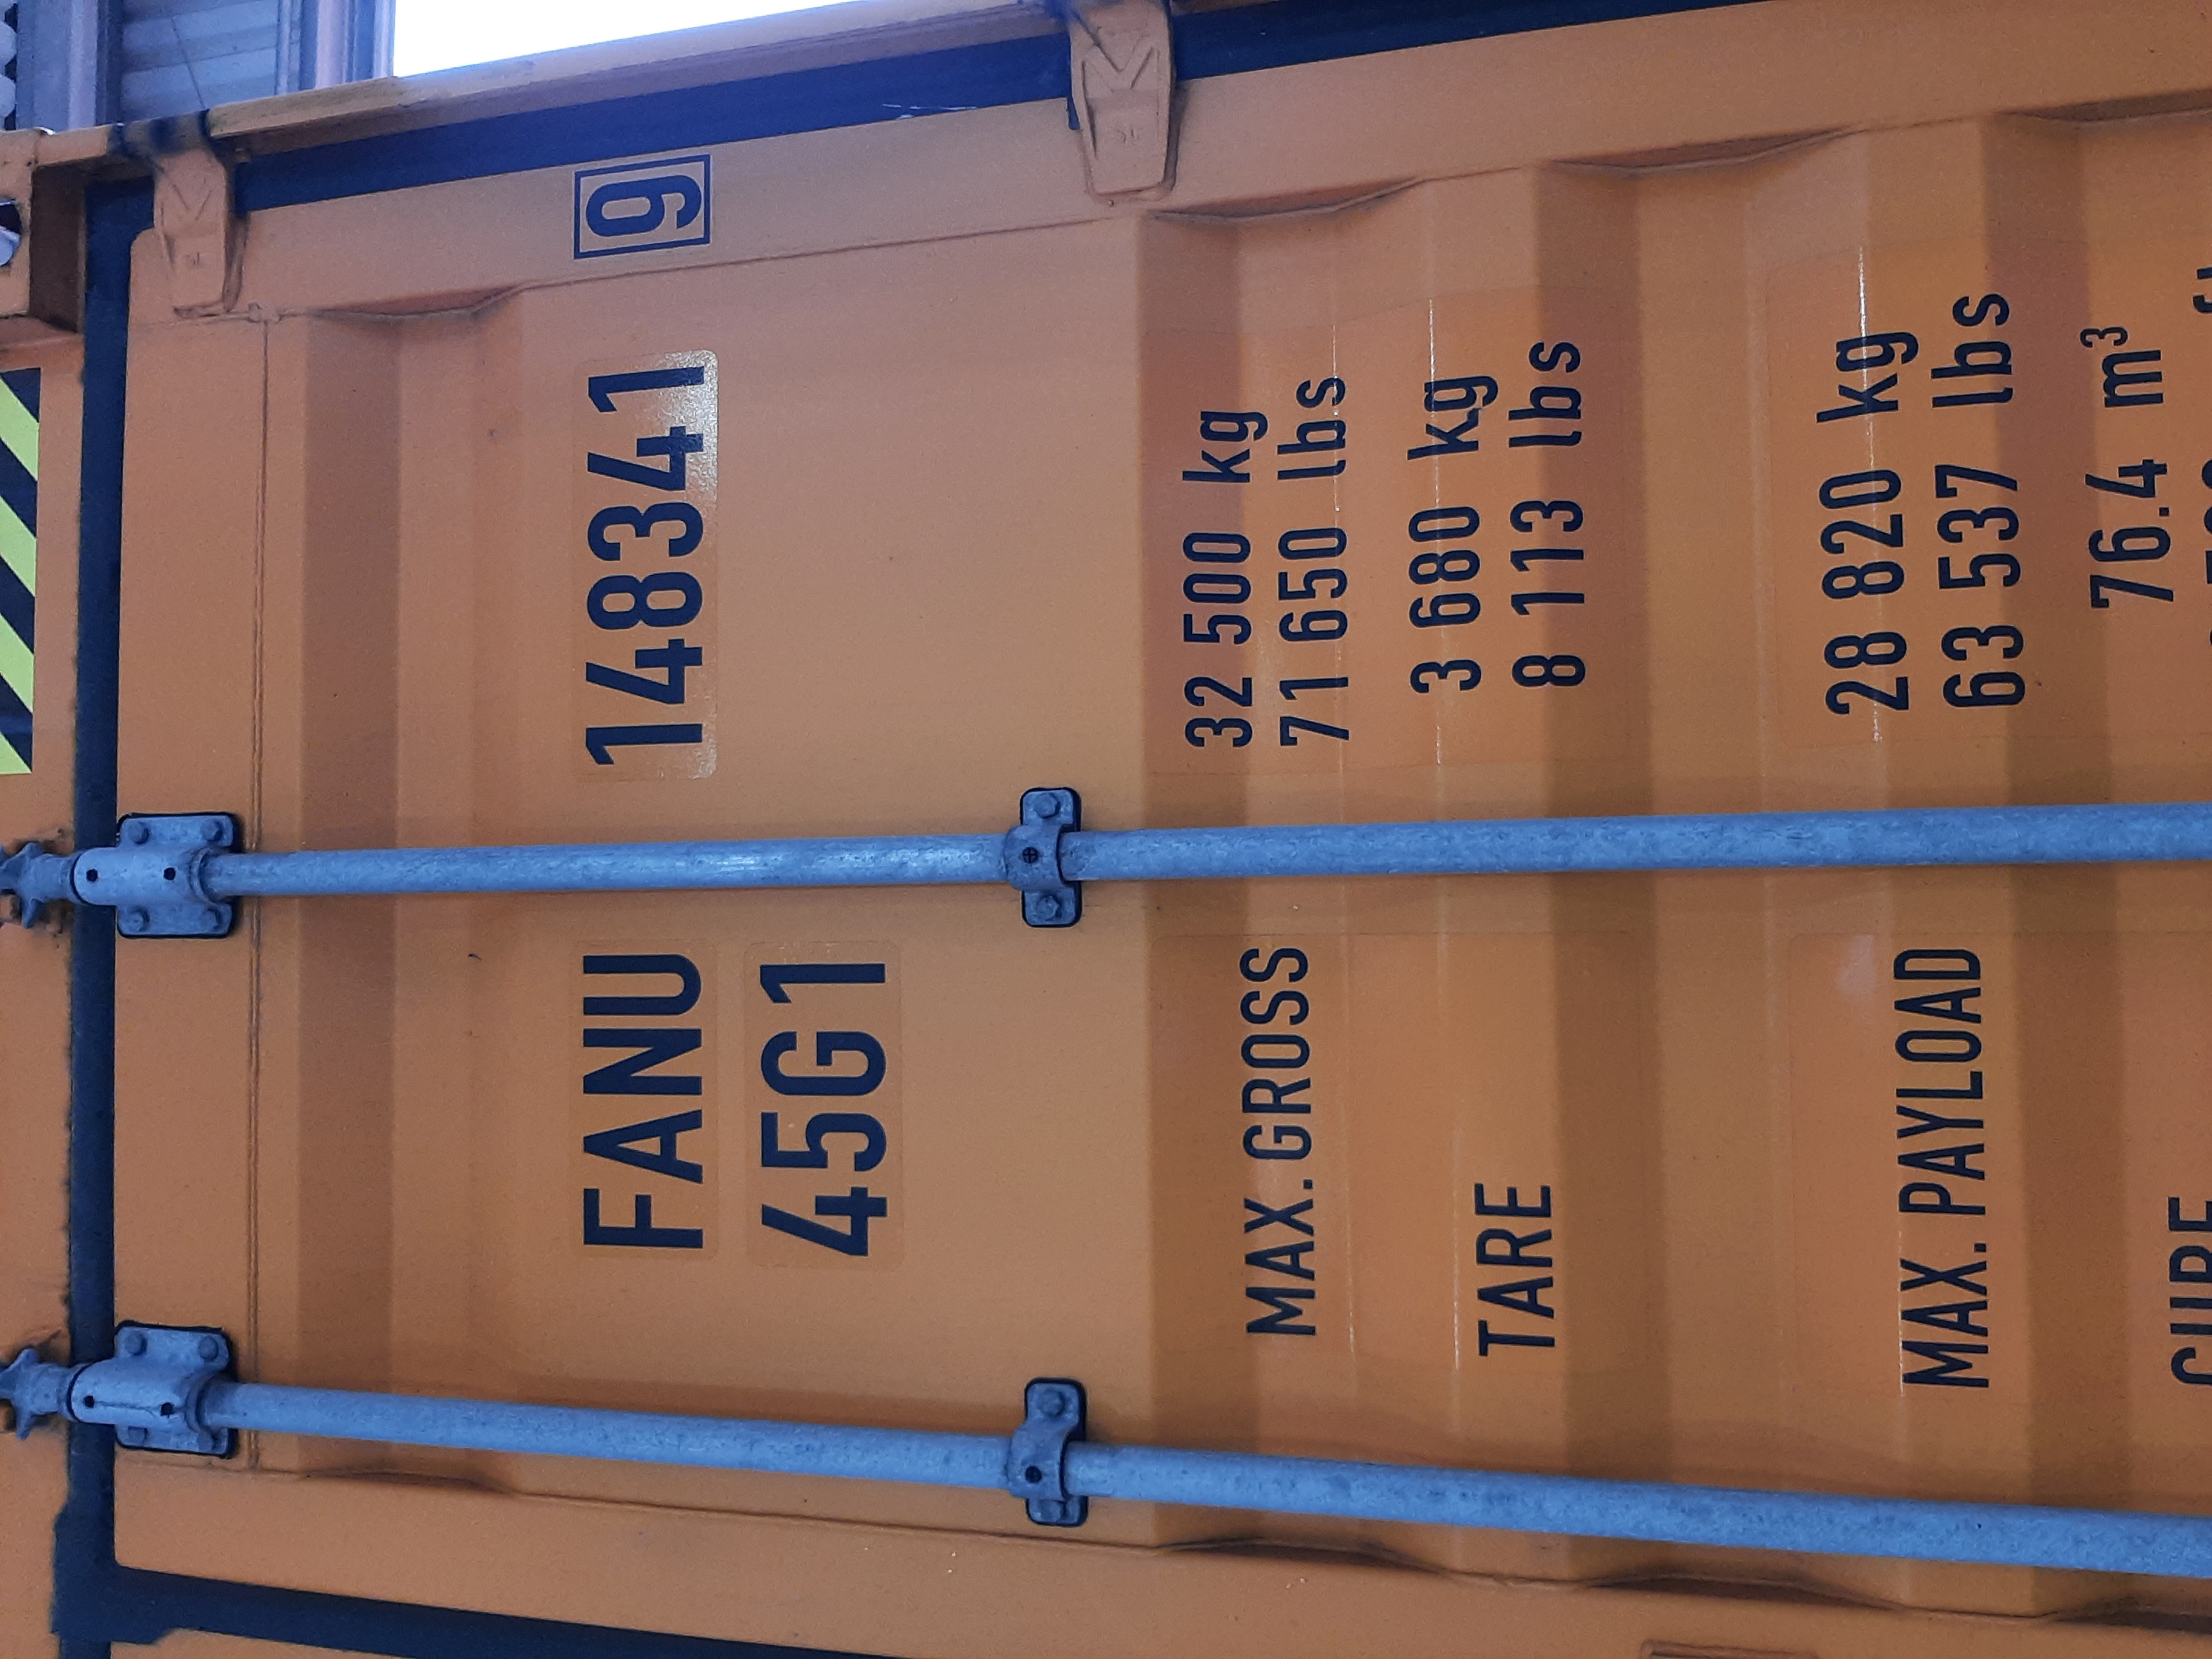 FANU 148341 9
45G1
MAX. GROSS 32 500 kg
71 650 lbs
TARE 3 680 kg
8 113 lbs
MAX. PAYLOAD 28 820 kg
63 537 lbs
CUBE 76.4 m³